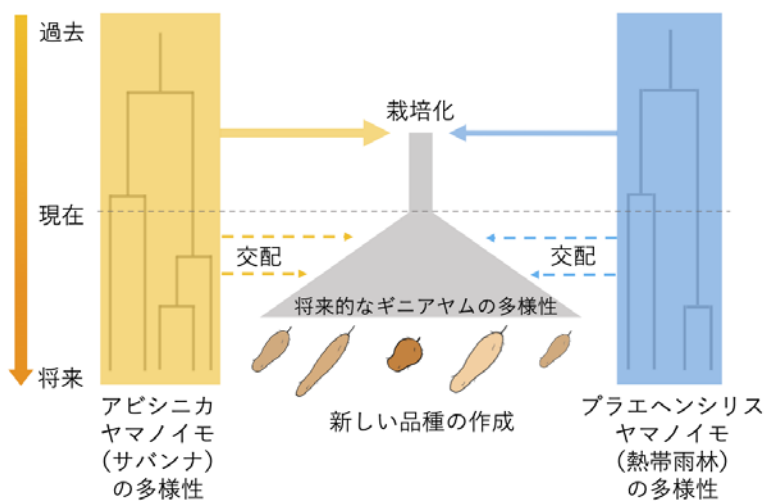 過去
現在
将来
栽培化
交配
交配
将来的なギニアヤムの多様性
新しい品種の作成
アビシニカ
ヤマノイモ
(サバンナ)
の多様性
プラエヘンシリス
ヤマノイモ
(熱帯雨林)
の多様性